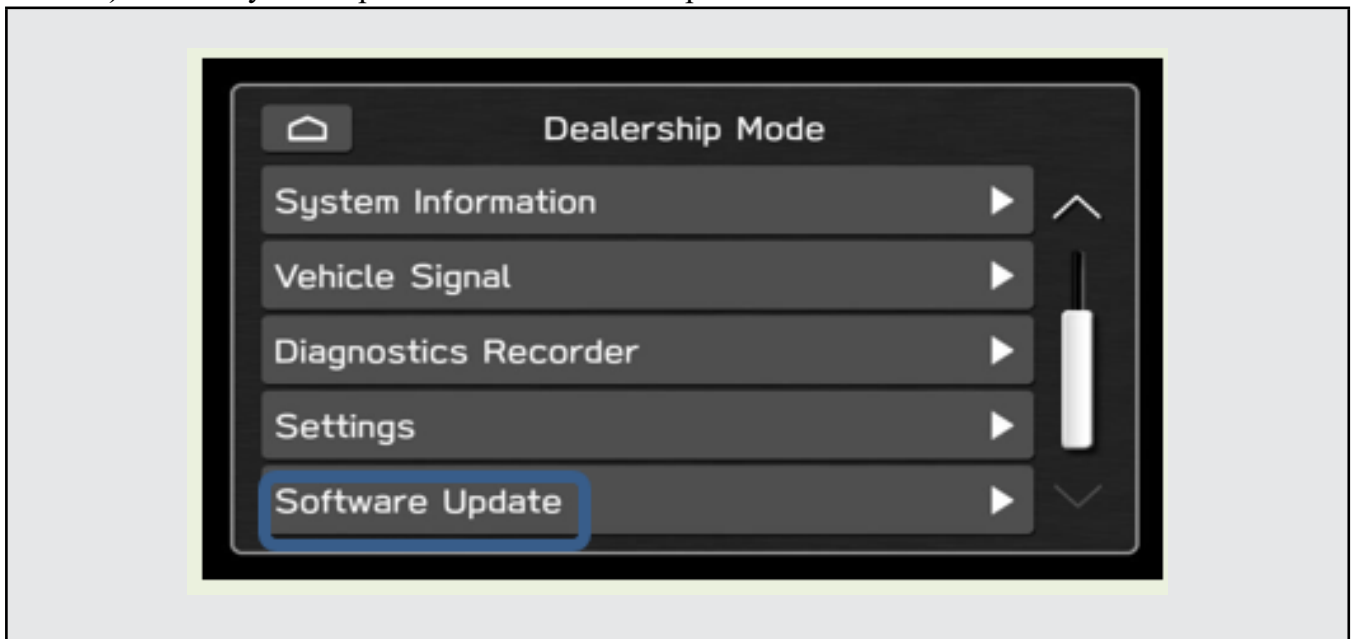 Dealership Mode
System Information
Vehicle Signal
Diagnostics Recorder
Settings
Software Update